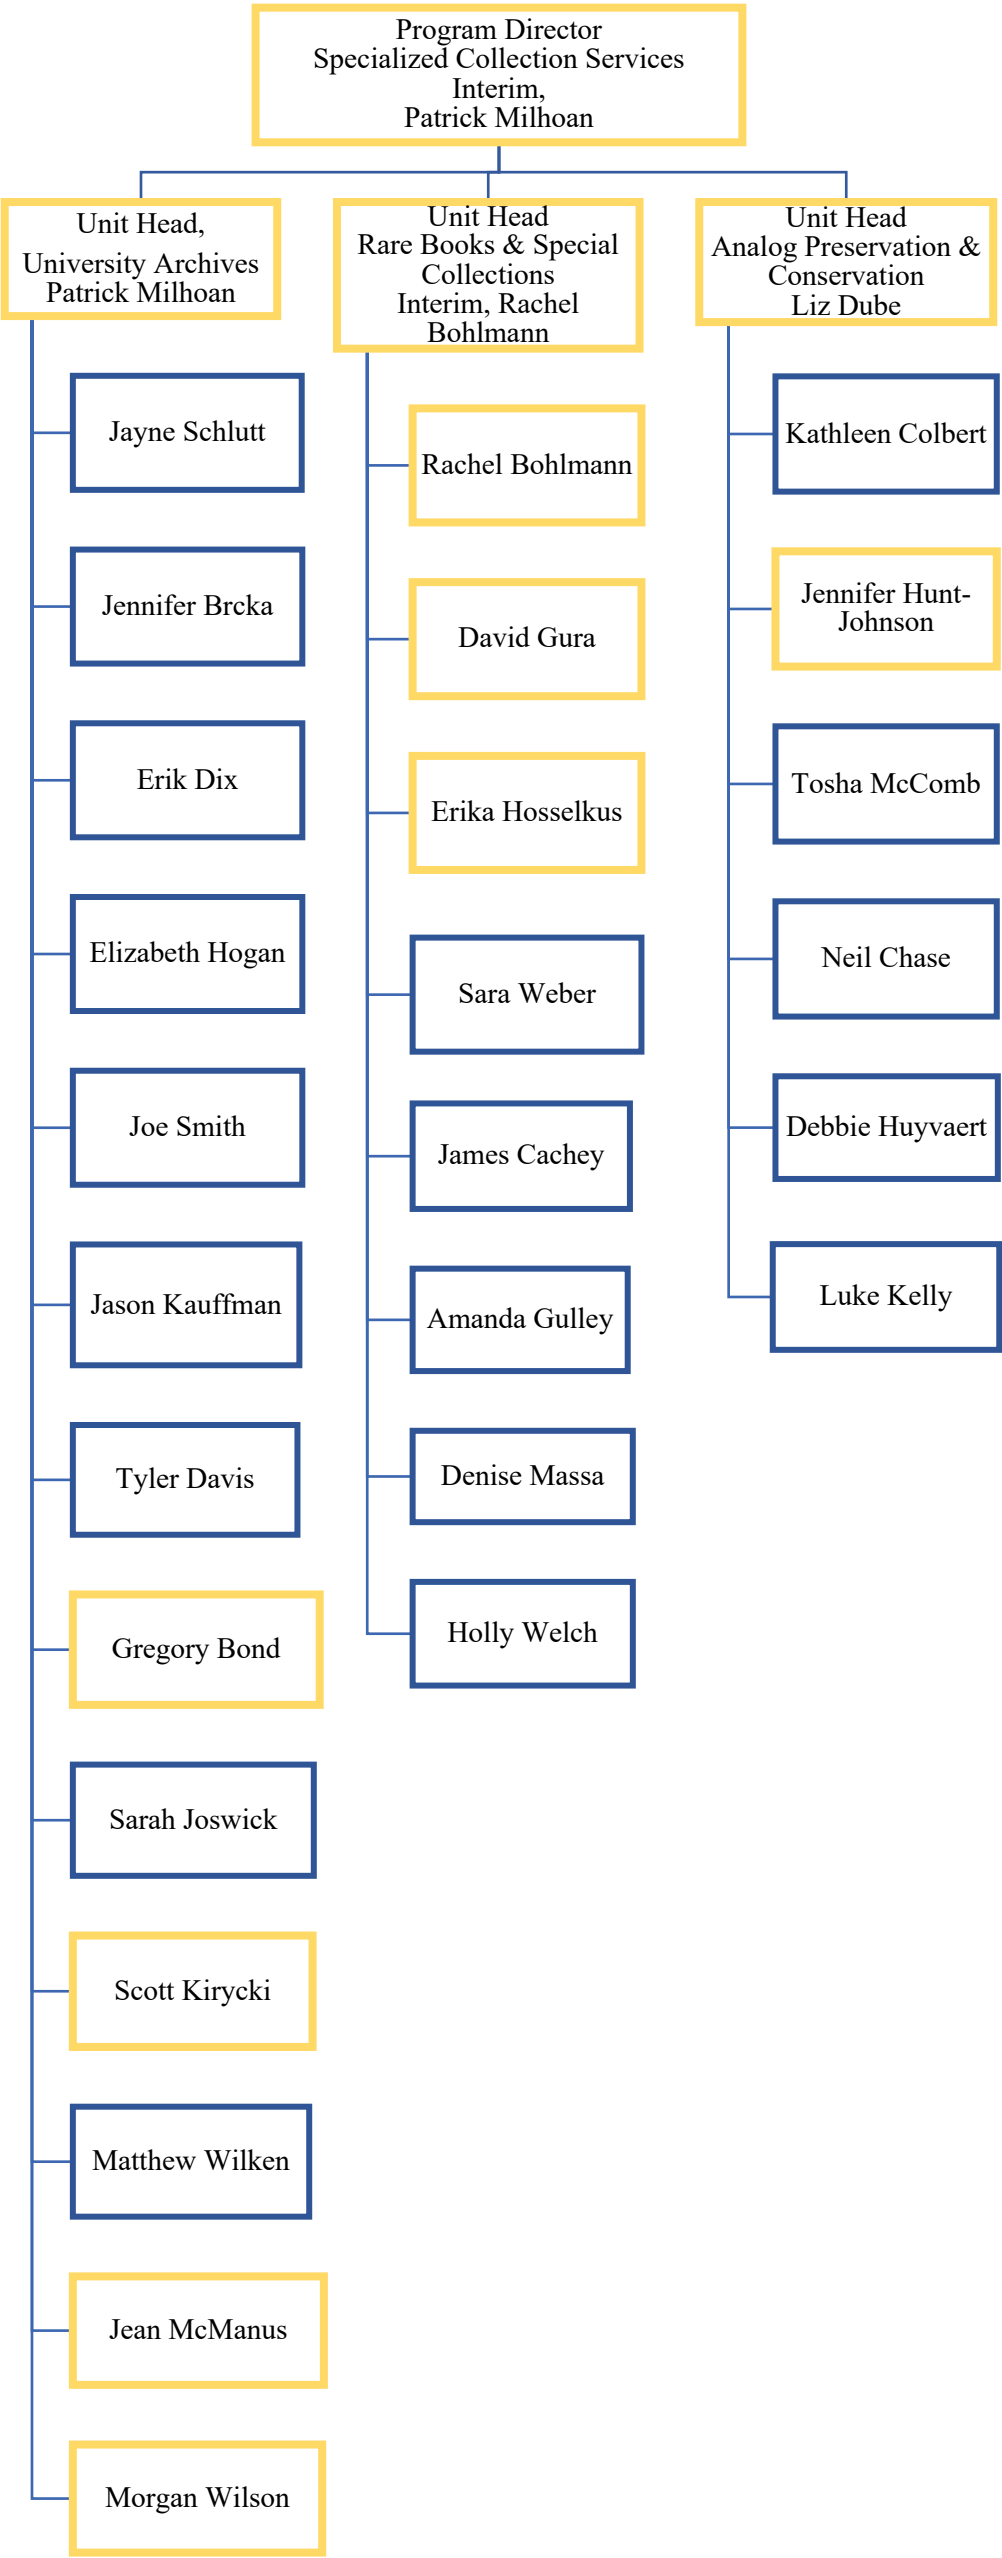 Program Director
Specialized Collection Services
Interim,
Patrick Milhoan
Unit Head,
University Archives
Patrick Milhoan
Jayne Schlutt
Jennifer Brcka
Erik Dix
Elizabeth Hogan
Joe Smith
Jason Kauffman
Tyler Davis
Gregory Bond
Sarah Joswick
Scott Kirycki
Matthew Wilken
Jean McManus
Morgan Wilson
Unit Head
Rare Books & Special
Collections
Interim, Rachel
Bohlmann
Rachel Bohlmann
David Gura
Erika Hosselkus
Sara Weber
James Cachey
Amanda Gulley
Denise Massa
Holly Welch
Unit Head
Analog Preservation &
Conservation
Liz Dube
Kathleen Colbert
Jennifer Hunt-
Johnson
Tosha McComb
Neil Chase
Debbie Huyvaert
Luke Kelly